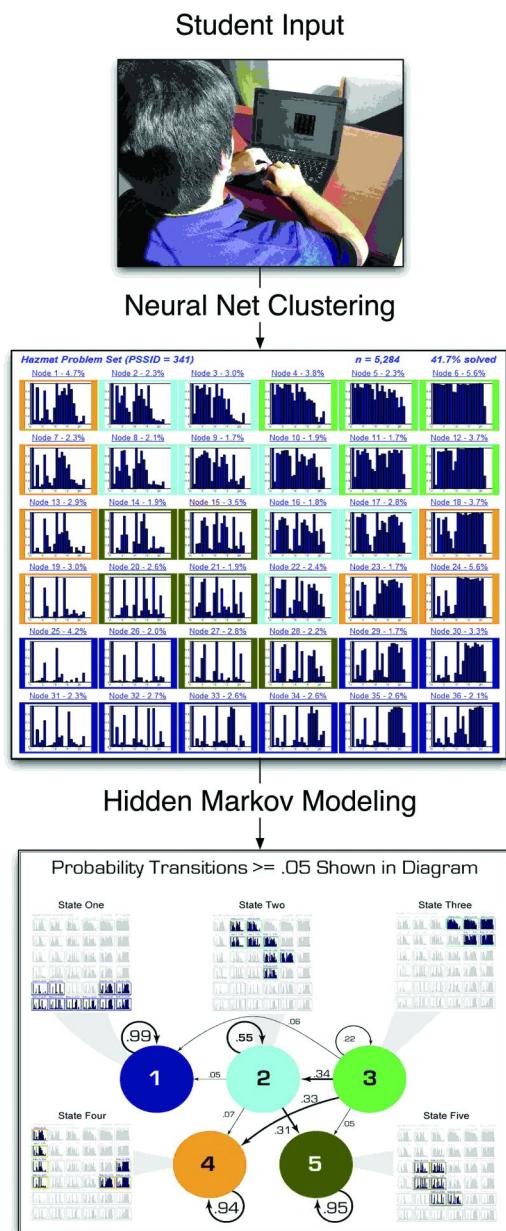 Student Input
Neural Net Clustering
Hazmat Problem Set (PSSID = 341) n = 5,284 41.7% solved
Node 1 - 4.7% Node 2 - 2.3% Node 3 - 3.0% Node 4 - 3.8% Node 5 - 2.3% Node 6 - 5.6%
Node 7 - 2.3% Node 8 - 2.1% Node 9 - 1.7% Node 10 - 1.9% Node 11 - 1.7% Node 12 - 3.7%
Node 13 - 2.9% Node 14 - 1.9% Node 15 - 3.5% Node 16 - 1.8% Node 17 - 2.8% Node 18 - 3.7%
Node 19 - 3.0% Node 20 - 2.6% Node 21 - 1.9% Node 22 - 2.4% Node 23 - 1.7% Node 24 - 5.6%
Node 25 - 4.2% Node 26 - 2.0% Node 27 - 2.8% Node 28 - 2.2% Node 29 - 1.7% Node 30 - 3.3%
Node 31 - 2.3% Node 32 - 2.7% Node 33 - 2.6% Node 34 - 2.6% Node 35 - 2.6% Node 36 - 2.1%
Hidden Markov Modeling
Probability Transitions >= .05 Shown in Diagram
State One State Two State Three
.06
.99 .55 .22
1 2 3
.05 .34
.33
.07 .31 .05
State Four State Five
4 5
.94 .95